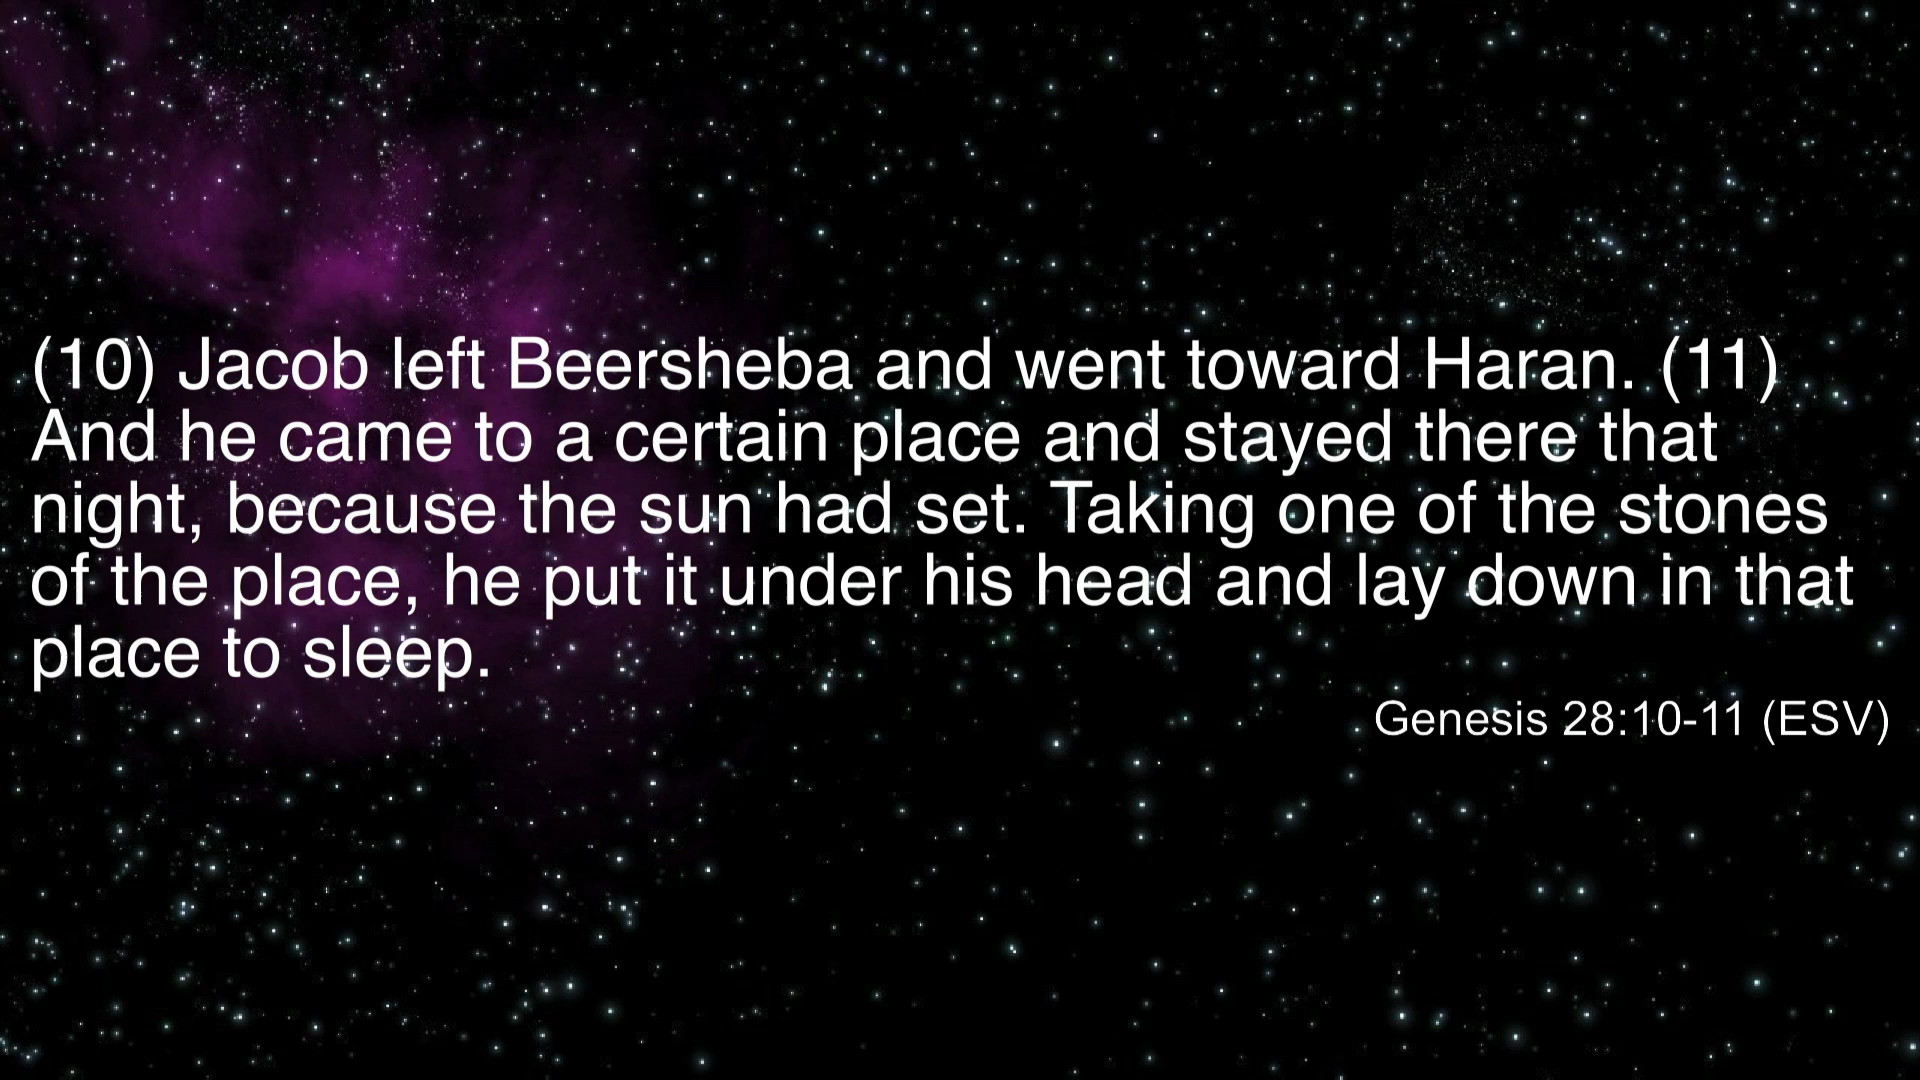 (10) Jacob left Beersheba and went toward Haran. (11)
And he came to a certain place and stayed there that
night, because the sun had set. Taking one of the stones
of the place, he put it under his head and lay down in that
place to sleep.
Genesis 28:10-11 (ESV)